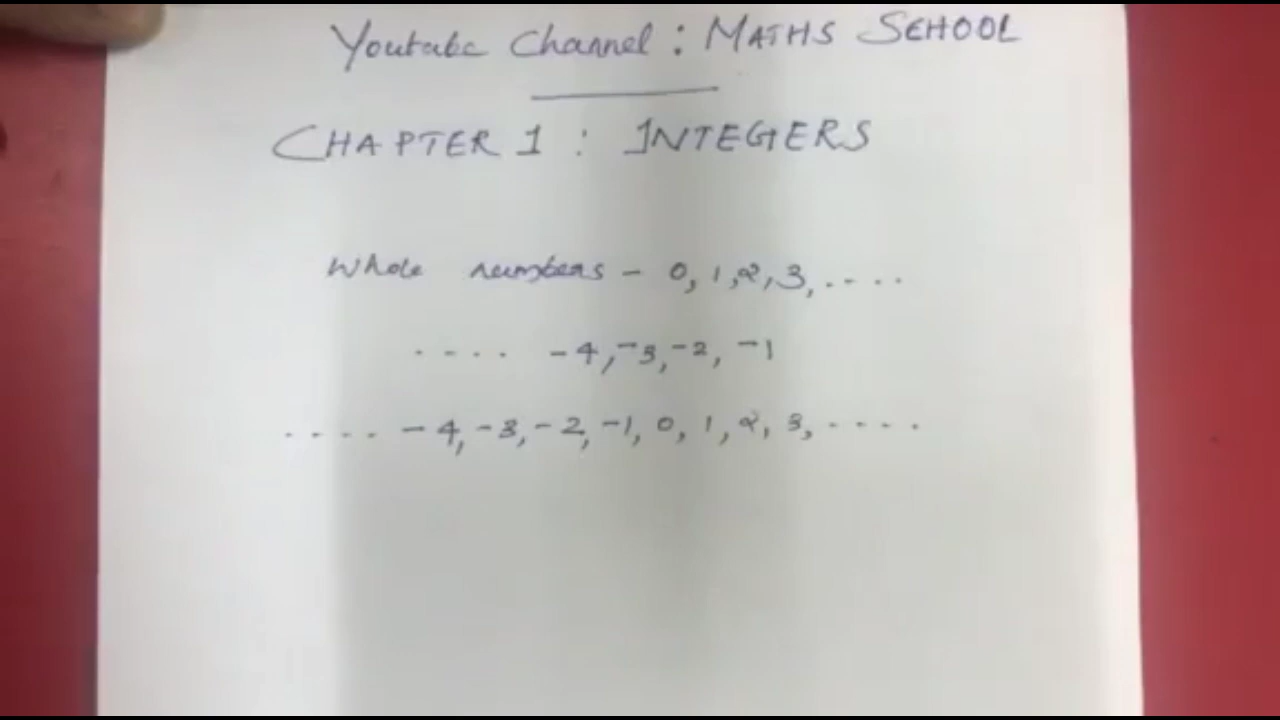 Youtube Channel : MATHS SCHOOL
CHAPTER 1 : INTEGERS
Whole numbers - 0, 1, 2, 3, ....
.... -4, -3, -2, -1
.... -4, -3, -2, -1, 0, 1, 2, 3, ....